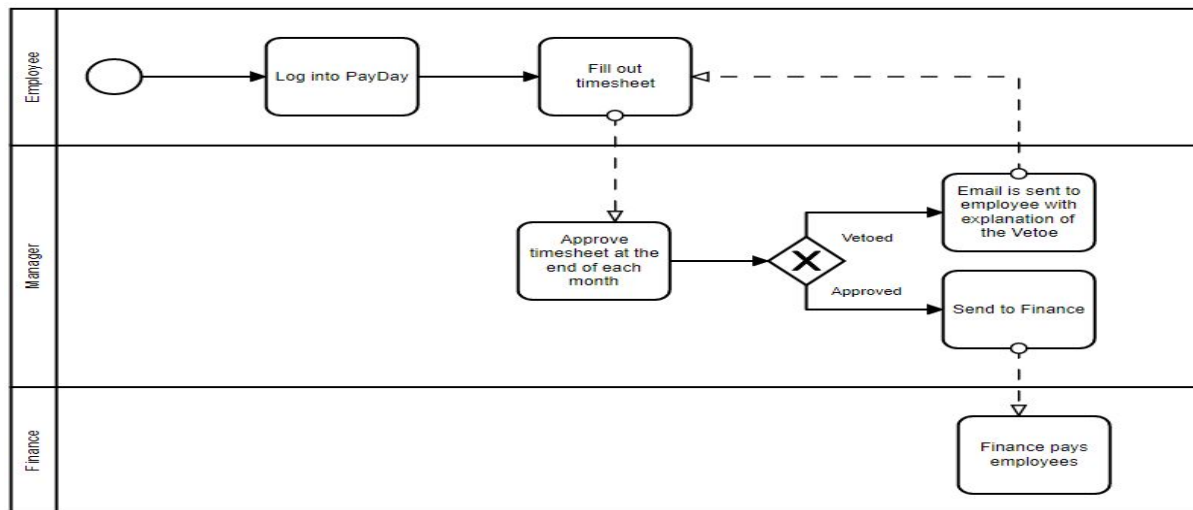 Employee
Log into PayDay
Fill out
timesheet
Manager
Approve
timesheet at the
end of each
month
Vetoed
Approved
Email is sent to
employee with
explanation of
the Vetoe
Send to Finance
Finance
Finance pays
employees